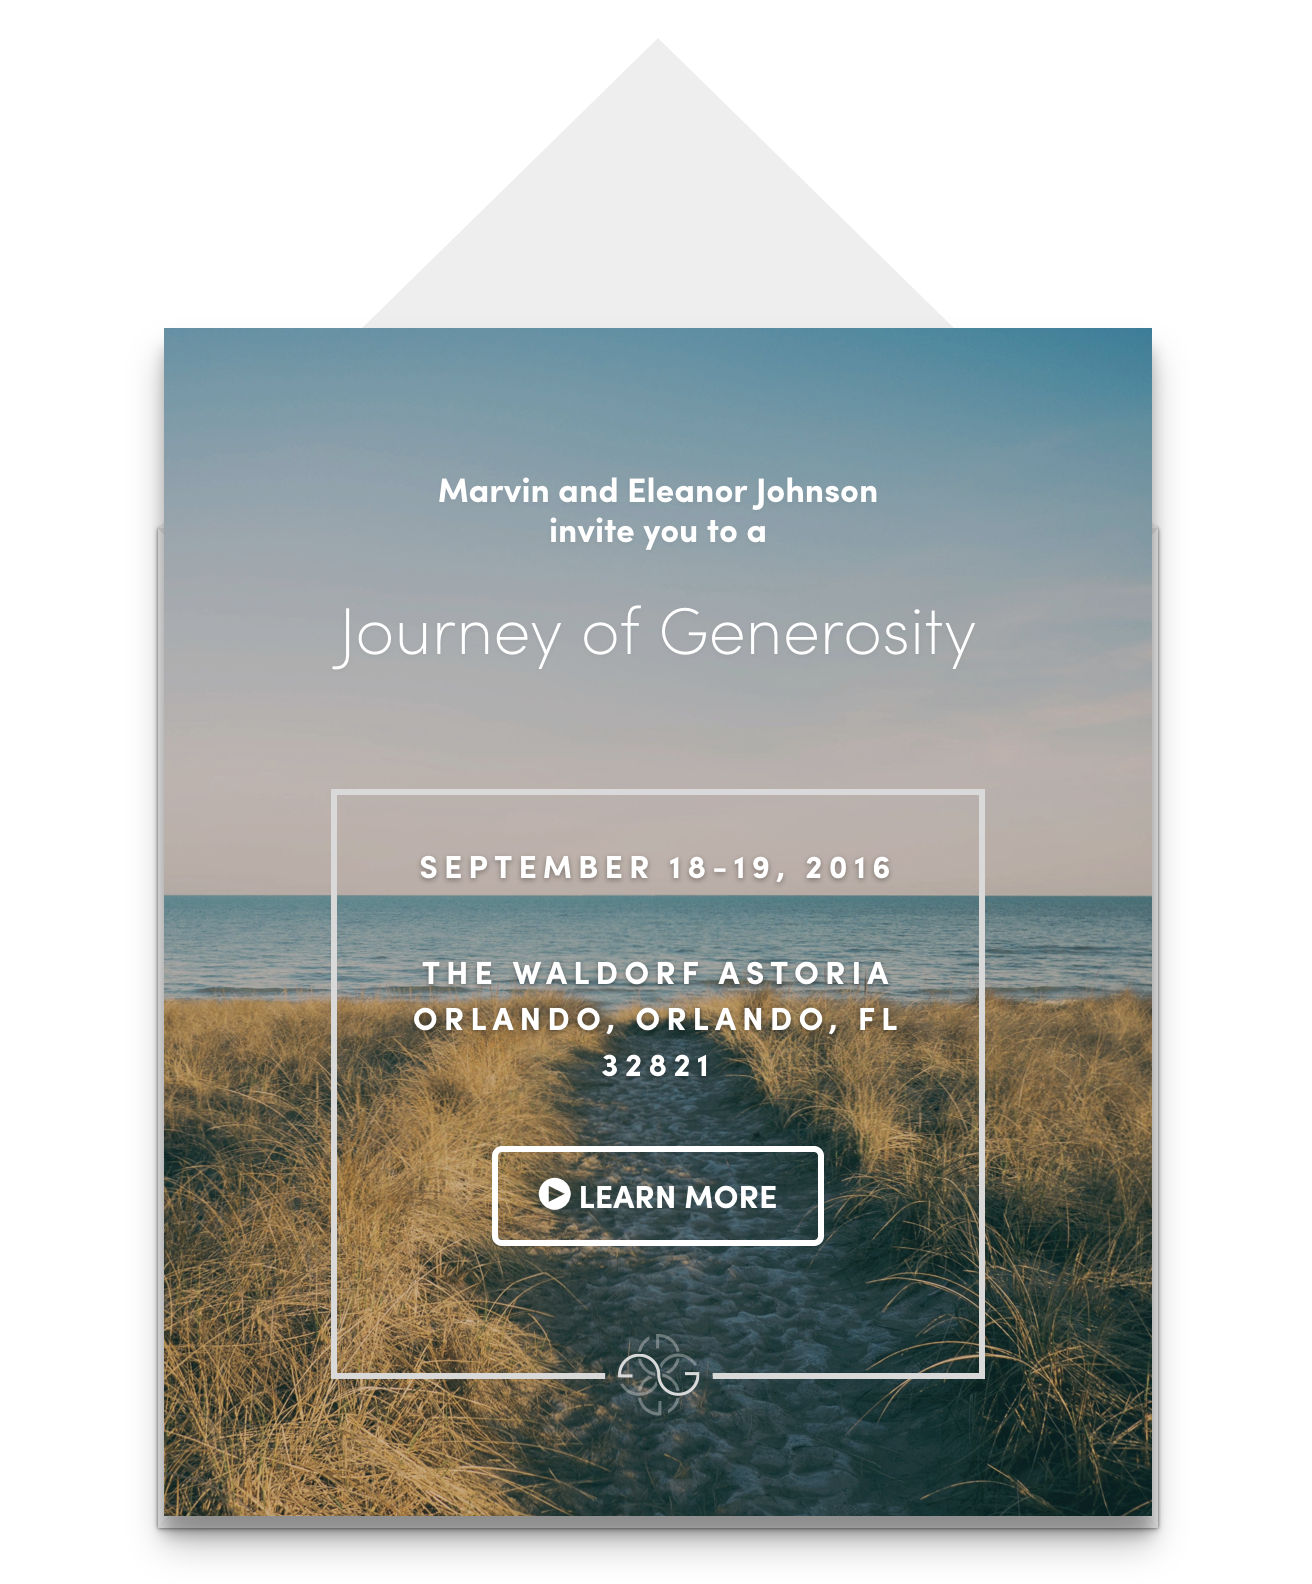 Marvin and Eleanor Johnson
invite you to a
Journey of Generosity
SEPTEMBER 18-19, 2016
THE WALDORF ASTORIA
ORLANDO, ORLANDO, FL
32821
LEARN MORE